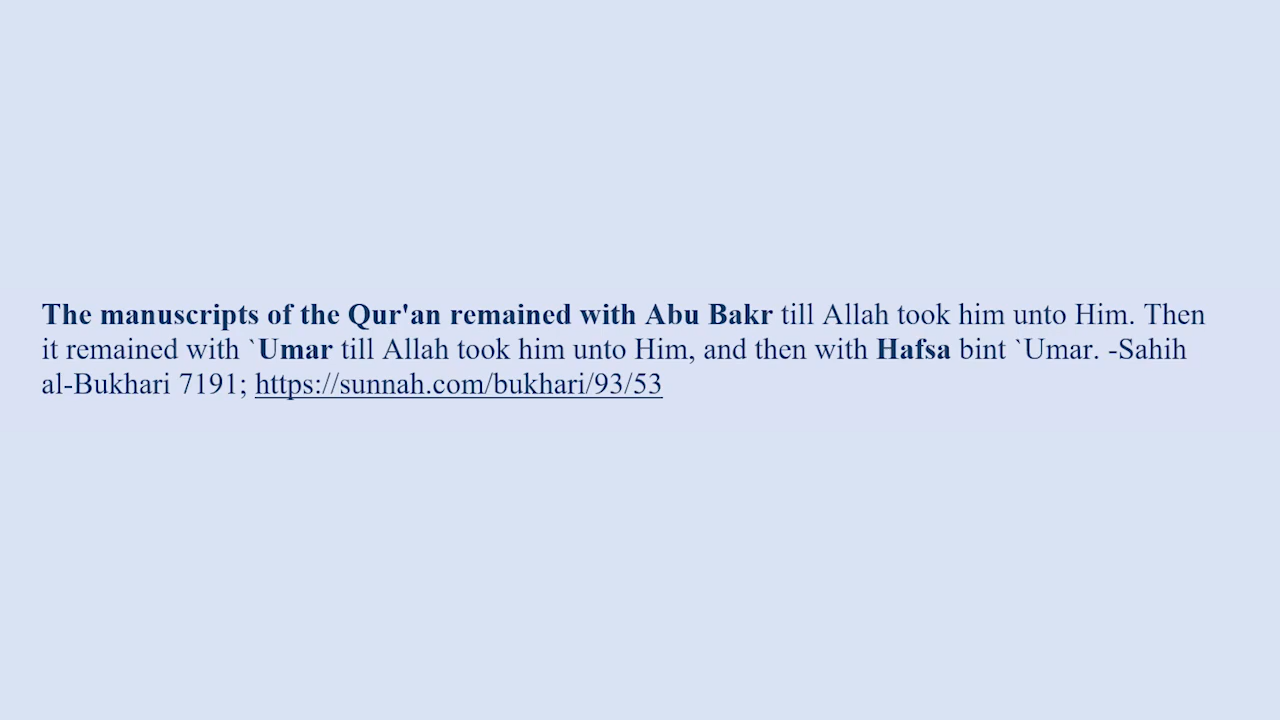 The manuscripts of the Qur'an remained with Abu Bakr till Allah took him unto Him. Then
it remained with `Umar till Allah took him unto Him, and then with Hafsa bint `Umar. -Sahih
al-Bukhari 7191; https://sunnah.com/bukhari/93/53